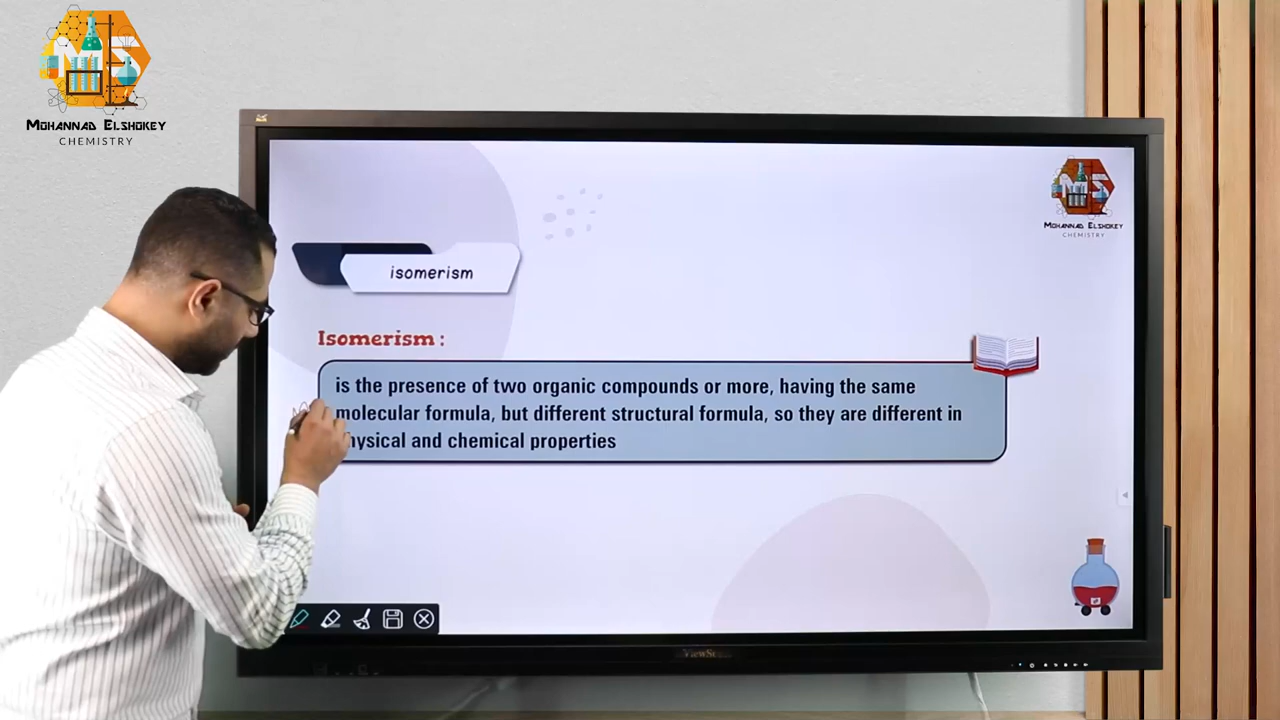 MOHANNAD ELSHOKEY
CHEMISTRY
MOHANNAD ELSHOKEY
CHEMISTRY
isomerism
Isomerism :
is the presence of two organic compounds or more, having the same
molecular formula, but different structural formula, so they are different in
physical and chemical properties